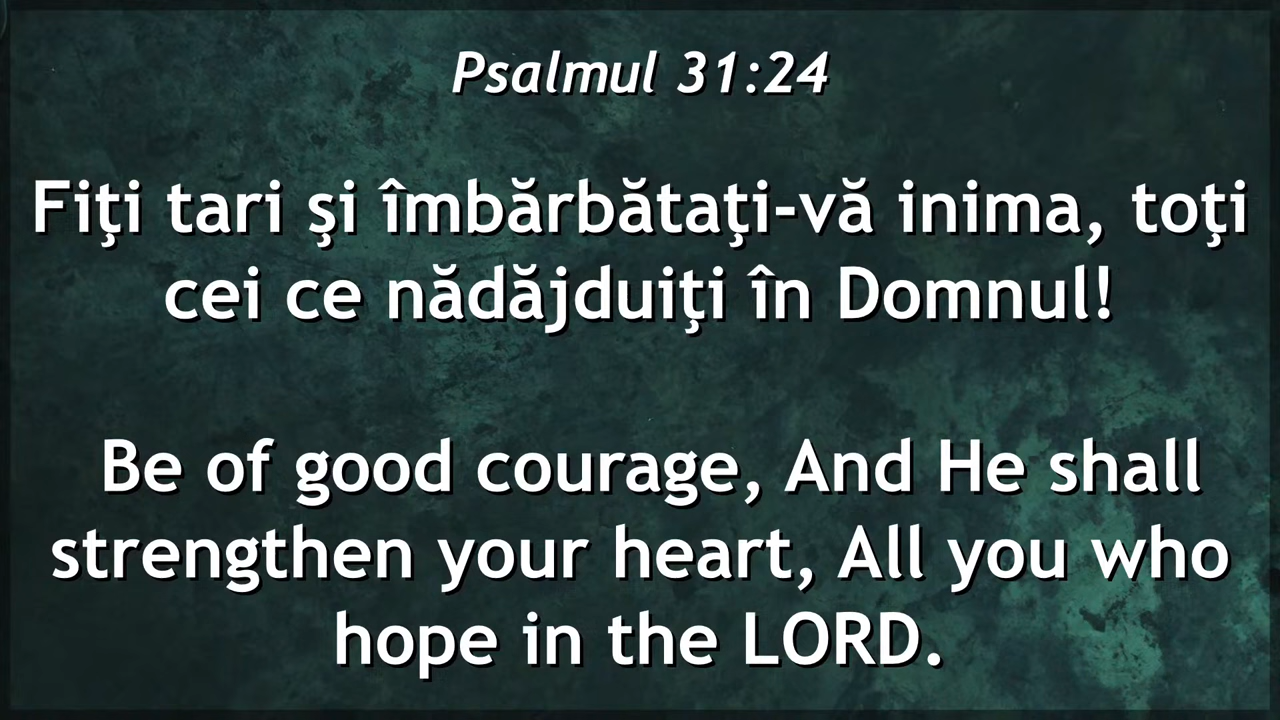 Psalmul 31:24
Fiţi tari şi îmbărbătaţi-vă inima, toţi
cei ce nădăjduiţi în Domnul!
Be of good courage, And He shall
strengthen your heart, All you who
hope in the LORD.